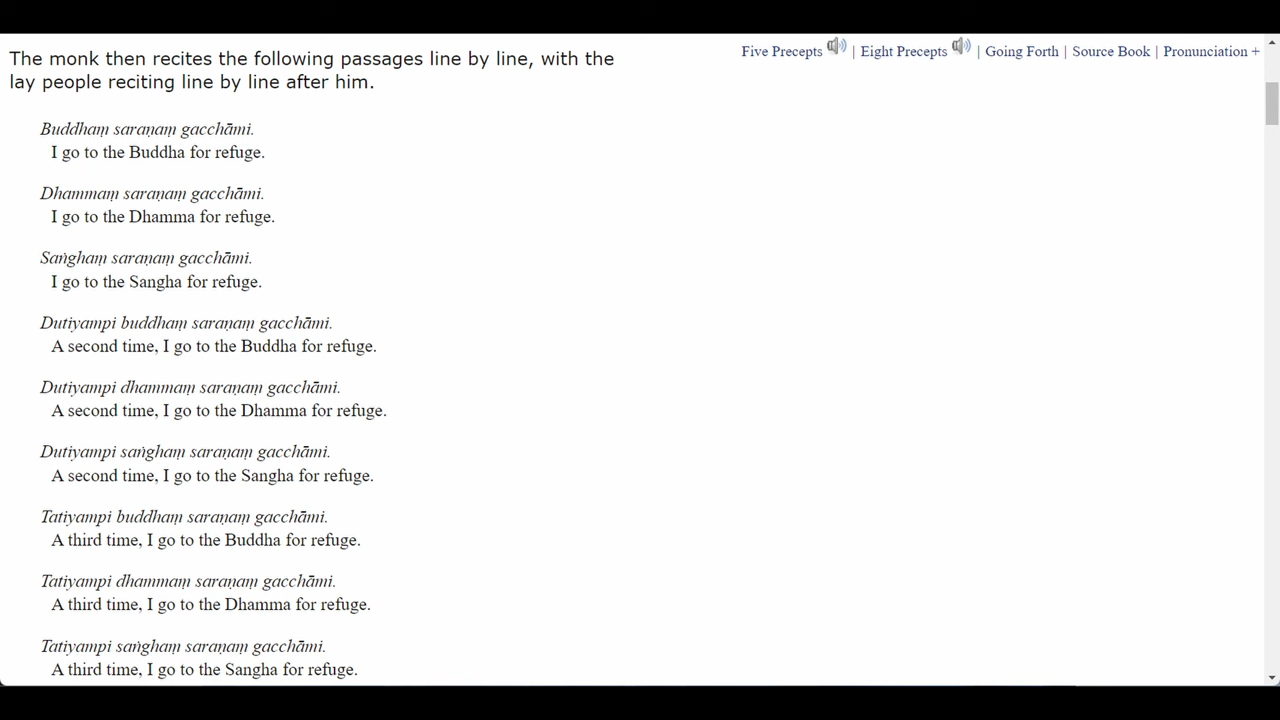 The monk then recites the following passages line by line, with the
lay people reciting line by line after him.
Five Precepts | Eight Precepts | Going Forth | Source Book | Pronunciation +
Buddhaṃ saraṇaṃ gacchāmi.
I go to the Buddha for refuge.
Dhammaṃ saraṇaṃ gacchāmi.
I go to the Dhamma for refuge.
Saṅghaṃ saraṇaṃ gacchāmi.
I go to the Sangha for refuge.
Dutiyampi buddhaṃ saraṇaṃ gacchāmi.
A second time, I go to the Buddha for refuge.
Dutiyampi dhammaṃ saraṇaṃ gacchāmi.
A second time, I go to the Dhamma for refuge.
Dutiyampi saṅghaṃ saraṇaṃ gacchāmi.
A second time, I go to the Sangha for refuge.
Tatiyampi buddhaṃ saraṇaṃ gacchāmi.
A third time, I go to the Buddha for refuge.
Tatiyampi dhammaṃ saraṇaṃ gacchāmi.
A third time, I go to the Dhamma for refuge.
Tatiyampi saṅghaṃ saraṇaṃ gacchāmi.
A third time, I go to the Sangha for refuge.